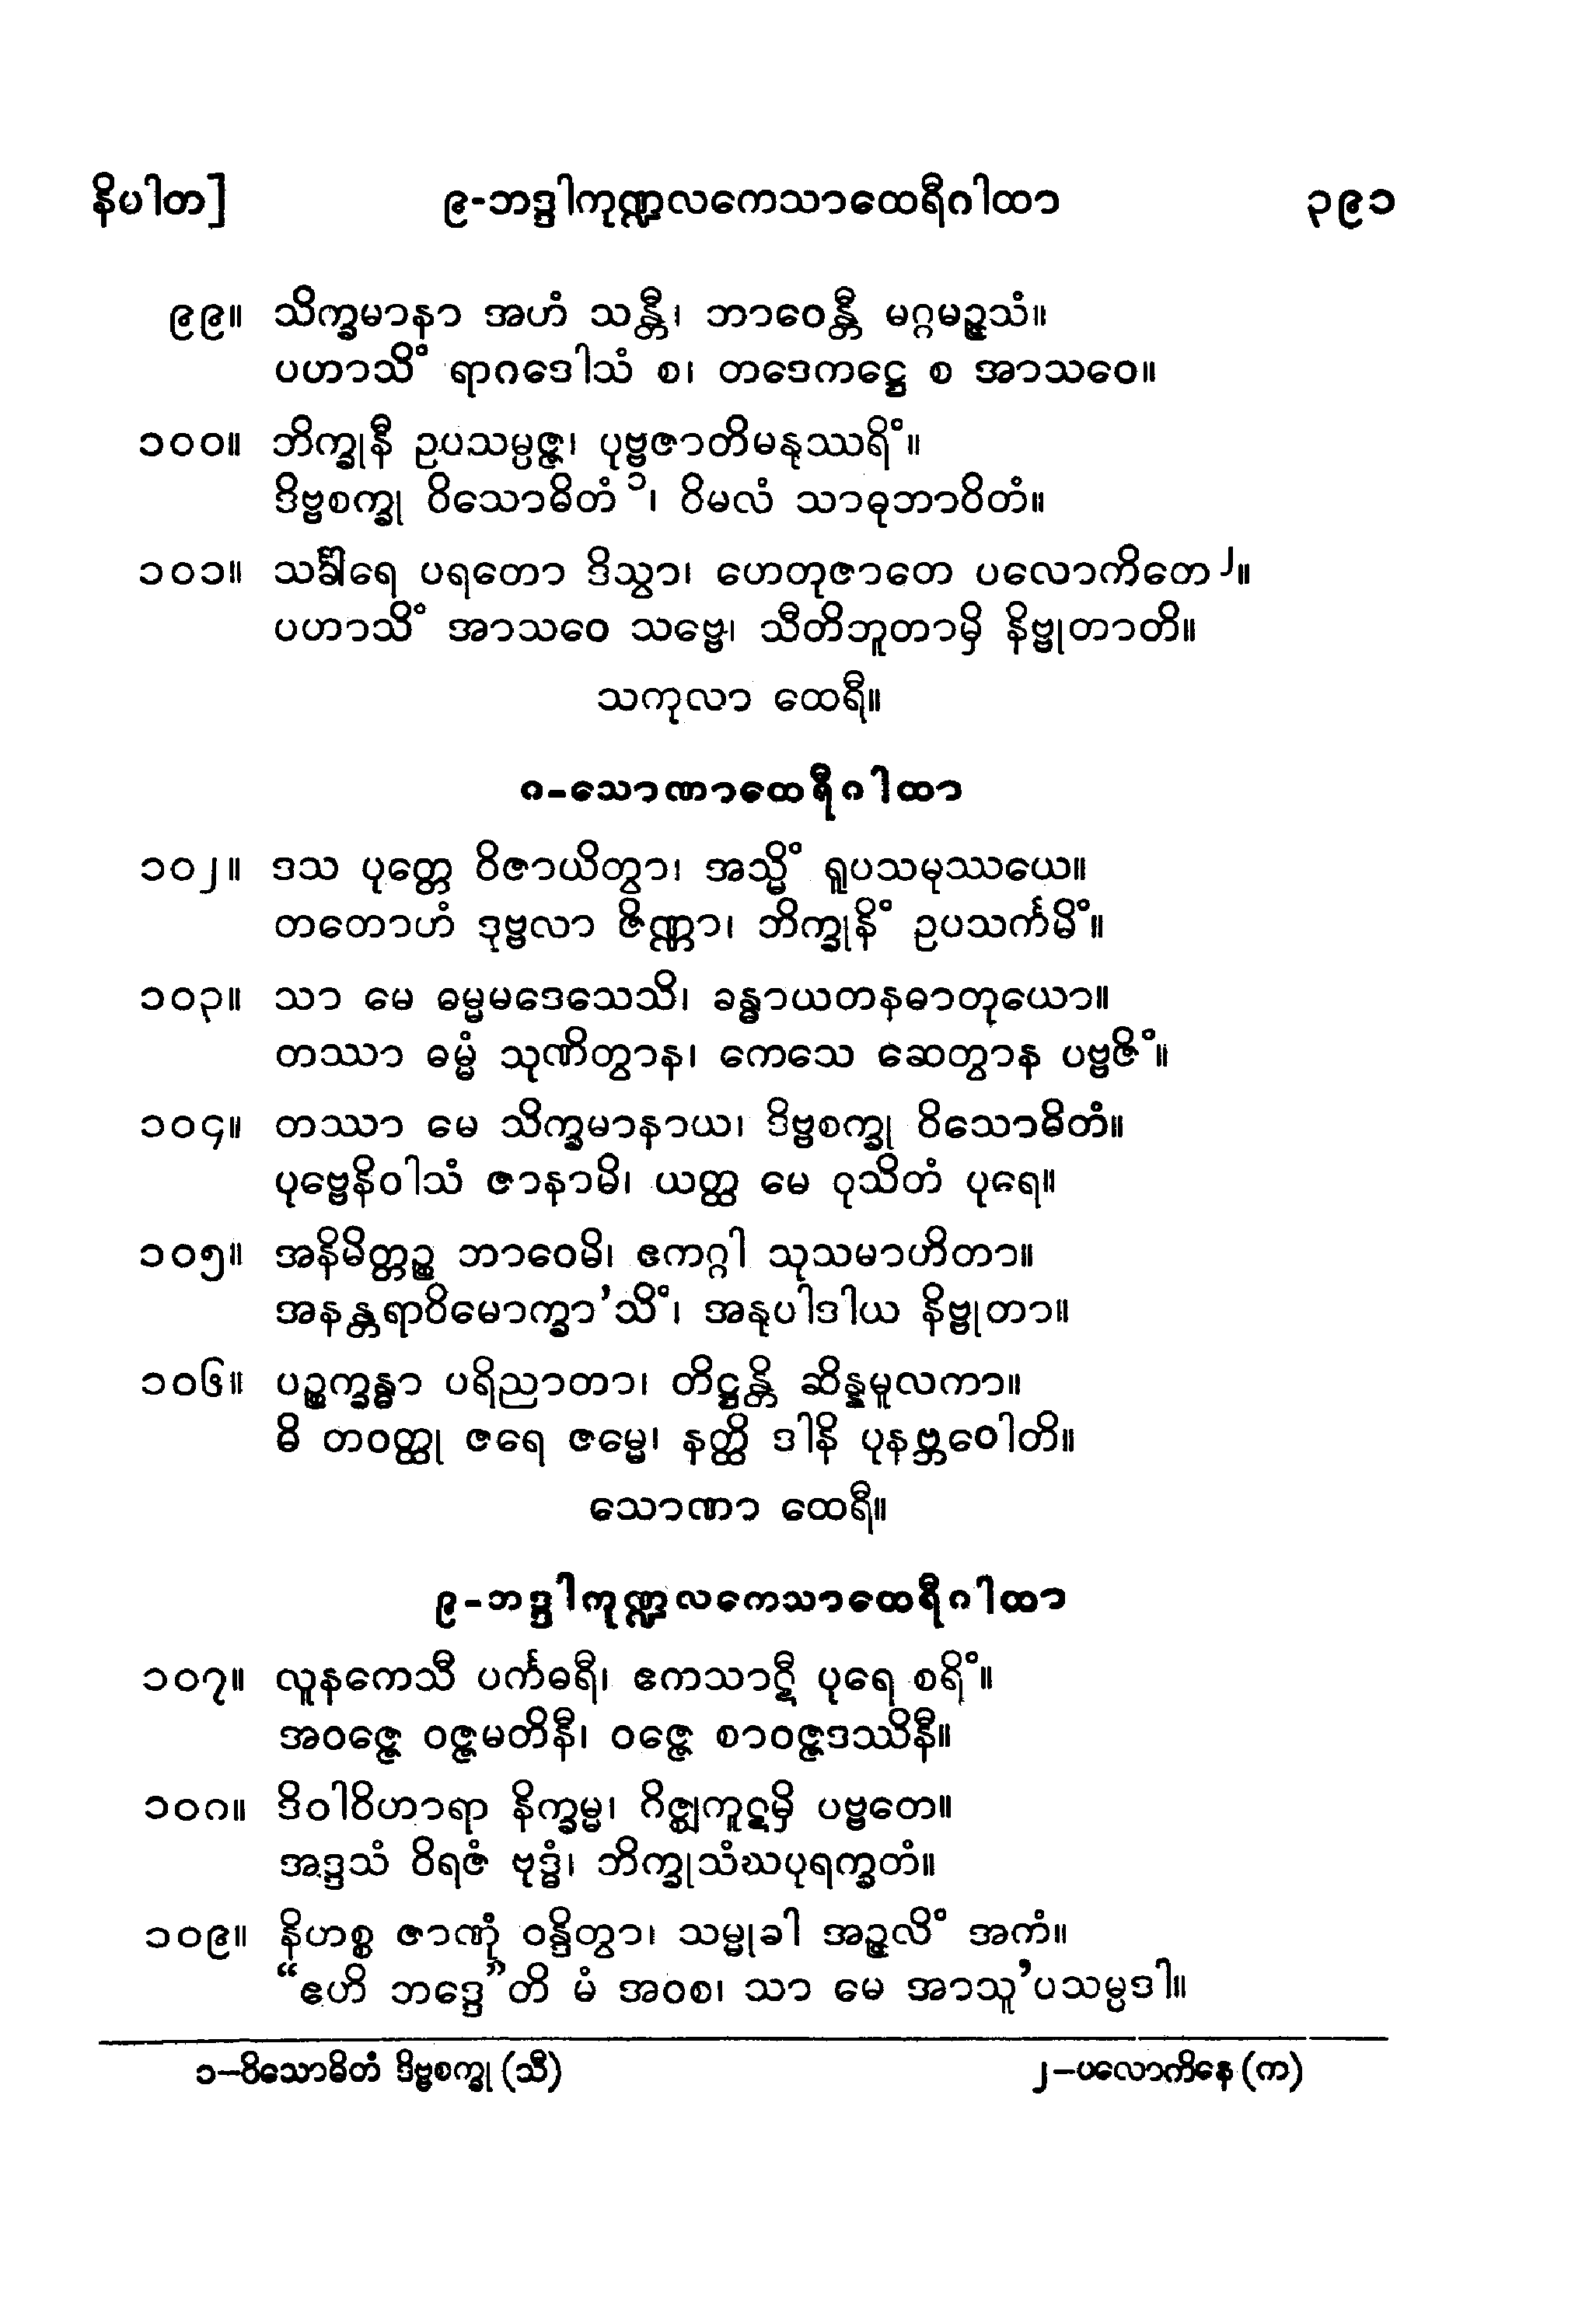 နိပါတ] ၉-ဘဒ္ဒါကုဏ္ဍလကေသာထေရီဂါထာ ၃၉၁
၉၉။ သိက္ခမာနာ အဟံ သန္တီ၊ ဘာဝေန္တီ မဂ္ဂမဉ္ဇသံ။
ပဟာသိံ ရာဂဒေါသံ စ၊ တဒေကဋ္ဌေ စ အာသဝေ။
၁၀၀။ ဘိက္ခုနီ ဥပသမ္ပဇ္ဇ၊ ပုဗ္ဗဇာတိမနုဿရိံ။
ဒိဗ္ဗစက္ခု ဝိသောဓိတံ ၁၊ ဝိမလံ သာဓုဘာဝိတံ။
၁၀၁။ သင်္ခါရေ ပရတော ဒိသွာ၊ ဟေတုဇာတေ ပလောကိတေ ၂။
ပဟာသိံ အာသဝေ သဗ္ဗေ၊ သီတိဘူတာမှိ နိဗ္ဗုတာတိ။
သကုလာ ထေရီ။
၈-သောဏာထေရီဂါထာ
၁၀၂။ ဒသ ပုတ္တေ ဝိဇာယိတွာ၊ အသ္မိံ ရူပသမုဿယေ။
တတောဟံ ဒုဗ္ဗလာ ဇိဏ္ဏာ၊ ဘိက္ခုနိံ ဥပသင်္ကမိံ။
၁၀၃။ သာ မေ ဓမ္မမဒေသေသိ၊ ခန္ဓာယတနဓာတုယော။
တဿာ ဓမ္မံ သုဏိတွာန၊ ကေသေ ဆေတွာန ပဗ္ဗဇိံ။
၁၀၄။ တဿာ မေ သိက္ခမာနာယ၊ ဒိဗ္ဗစက္ခု ဝိသောဓိတံ။
ပုဗ္ဗေနိဝါသံ ဇာနာမိ၊ ယတ္ထ မေ ဝုသိတံ ပုရေ။
၁၀၅။ အနိမိတ္တဉ္စ ဘာဝေမိ၊ ဧကဂ္ဂါ သုသမာဟိတာ။
အနန္တရာဝိမောက္ခာ’သိံ၊ အနုပါဒါယ နိဗ္ဗုတာ။
၁၀၆။ ပဉ္စက္ခန္ဓာ ပရိညာတာ၊ တိဋ္ဌန္တိ ဆိန္နမူလကာ။
ဓိ တဝတ္ထု ဇရေ ဇမ္မေ၊ နတ္ထိ ဒါနိ ပုနဗ္ဘဝေါတိ။
သောဏာ ထေရီ။
၉-ဘဒ္ဒါကုဏ္ဍလကေသာထေရီဂါထာ
၁၀၇။ လူနကေသီ ပင်္ကဓရီ၊ ဧကသာဋီ ပုရေ စရိံ။
အဝဇ္ဇေ ဝဇ္ဇမတိနီ၊ ဝဇ္ဇေ စာဝဇ္ဇဒဿိနီ။
၁၀၈။ ဒိဝါဝိဟာရာ နိက္ခမ္မ၊ ဂိဇ္ဈကူဋမှိ ပဗ္ဗတေ။
အဒ္ဒသံ ဝိရဇံ ဗုဒ္ဓံ၊ ဘိက္ခုသံဃပုရက္ခတံ။
၁၀၉။ နိဟစ္စ ဇာဏုံ ဝန္ဒိတွာ၊ သမ္မုခါ အဉ္ဇလိံ အကံ။
“ဧဟိ ဘဒ္ဒေ”တိ မံ အဝစ၊ သာ မေ အာသူ’ပသမ္ပဒါ။
၁–ဝိသောဓိတံ ဒိဗ္ဗစက္ခု (သီ) ၂–ပလောကိနေ (က)